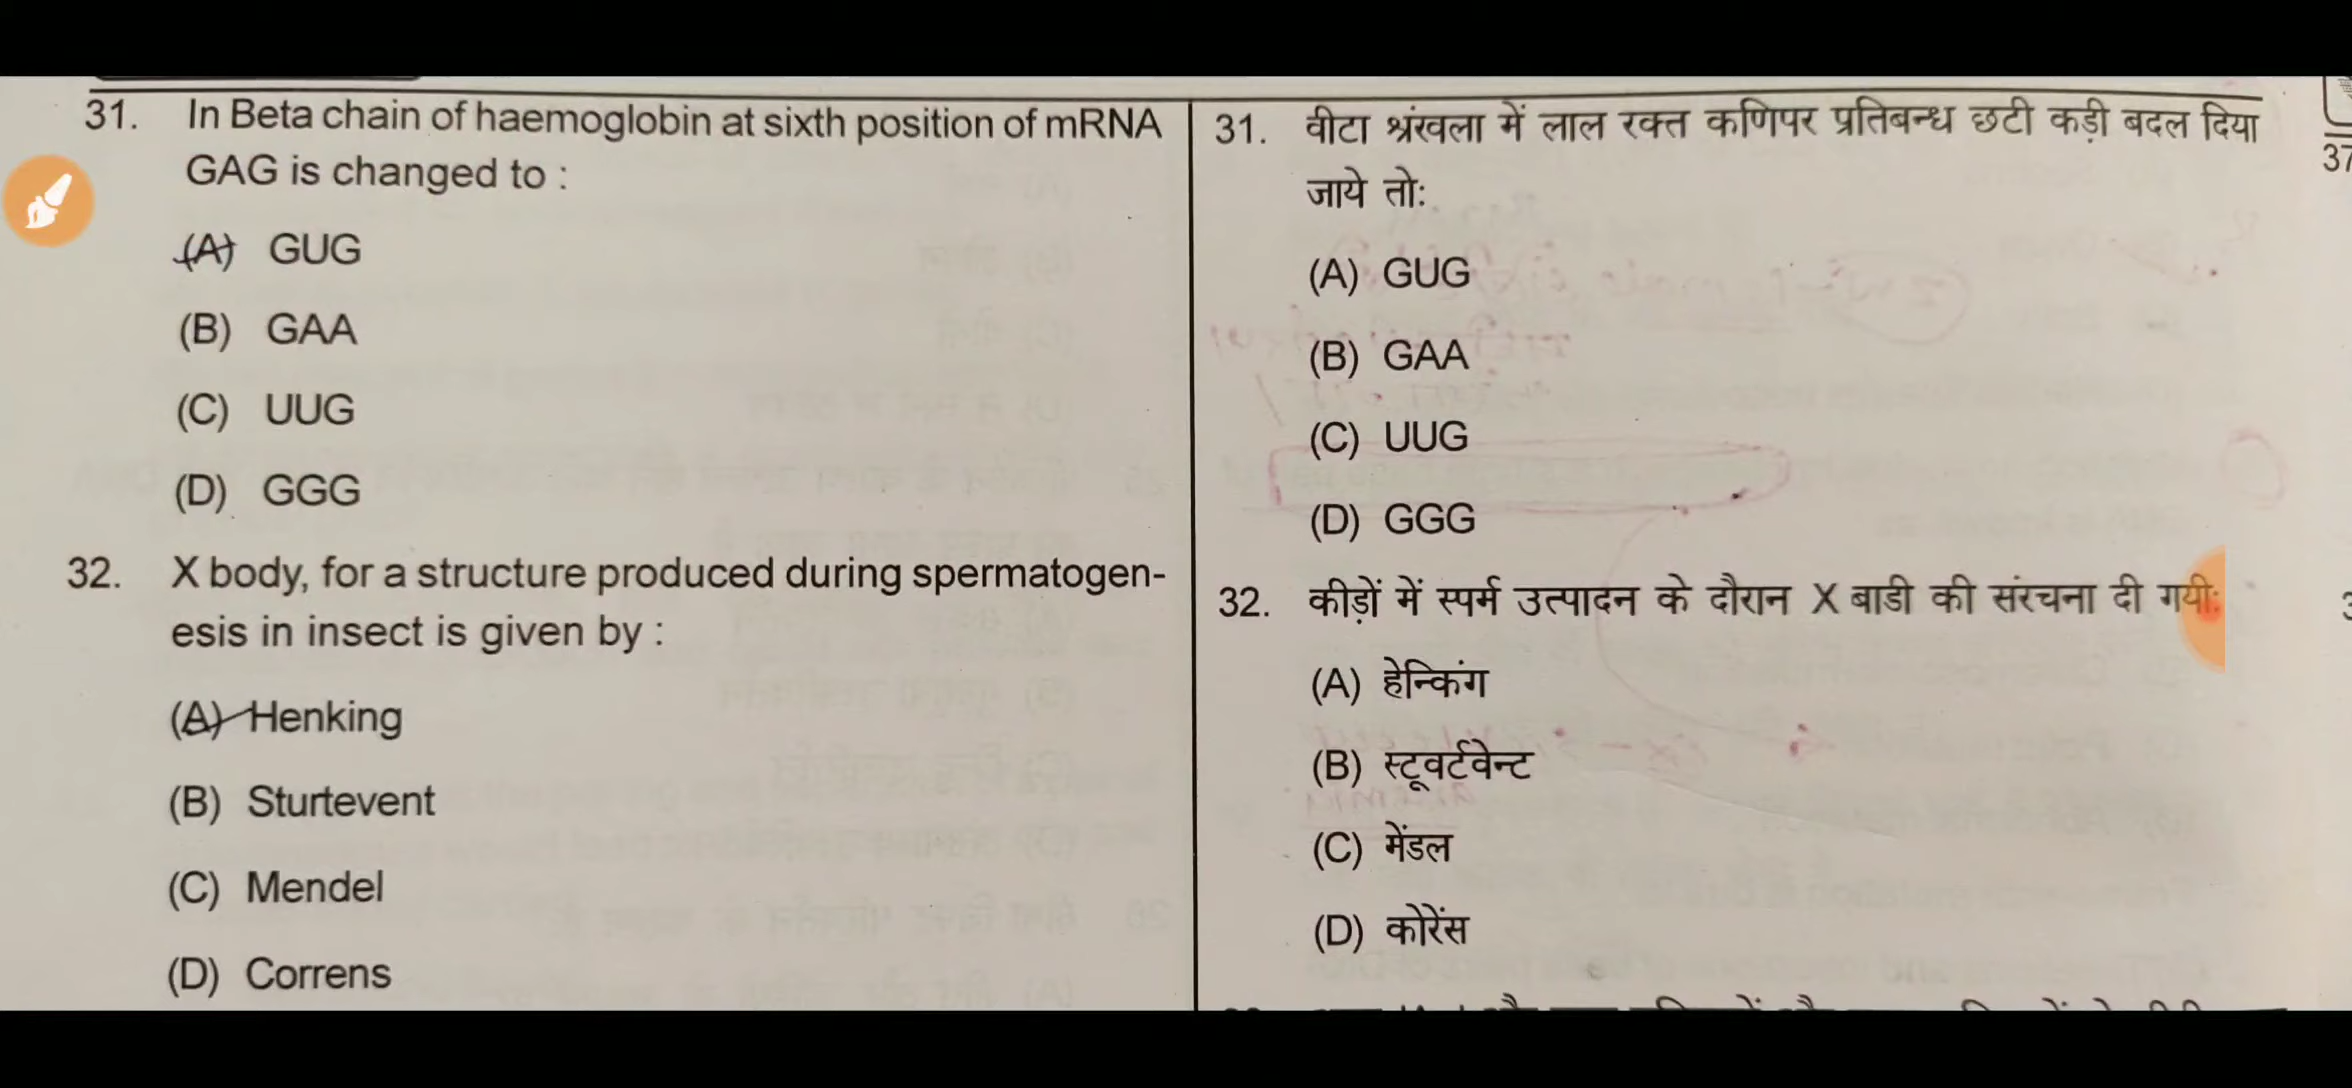 31. In Beta chain of haemoglobin at sixth position of mRNA
GAG is changed to :
(A) GUG
(B) GAA
(C) UUG
(D) GGG
32. X body, for a structure produced during spermatogen-
esis in insect is given by :
(A) Henking
(B) Sturtevent
(C) Mendel
(D) Correns
31. वीटा श्रंखला में लाल रक्त कणिपर प्रतिबन्ध छटी कड़ी बदल दिया
जाये तो:
(A) GUG
(B) GAA
(C) UUG
(D) GGG
32. कीड़ों में स्पर्म उत्पादन के दौरान X बाडी की संरचना दी गयी:
(A) हेन्किंग
(B) स्टूवर्टवेन्ट
(C) मेंडल
(D) कोरेंस
37